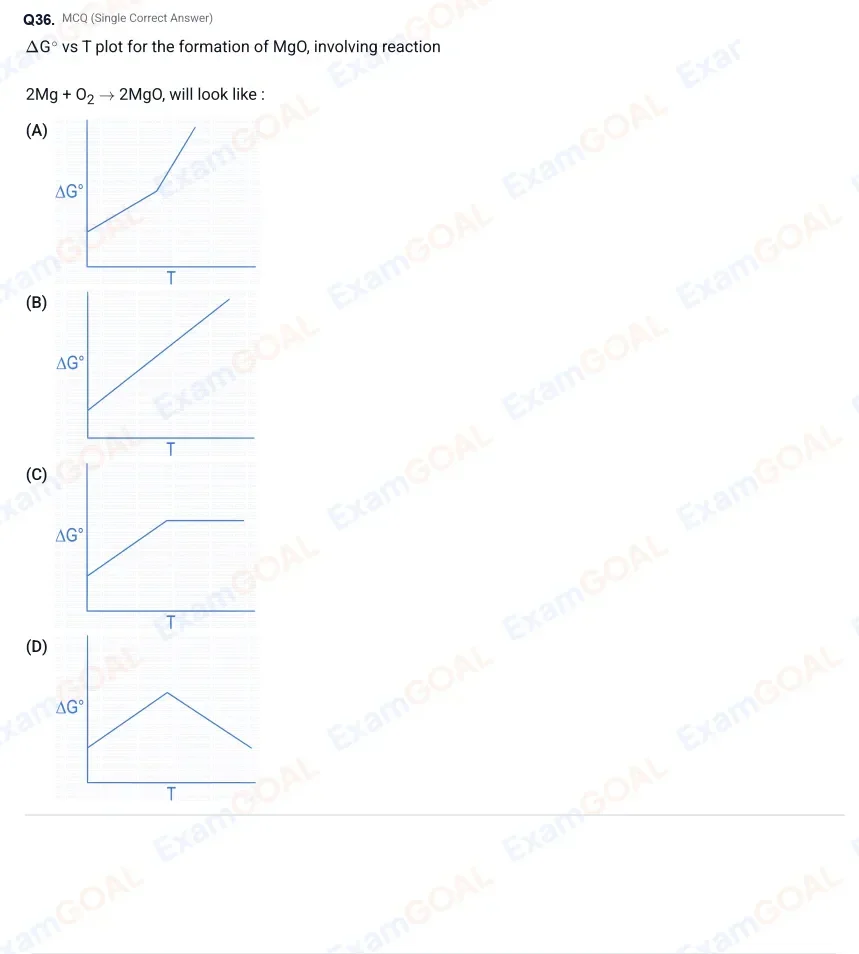 Q36. MCQ (Single Correct Answer)
ΔG° vs T plot for the formation of MgO, involving reaction
2Mg + O₂ → 2MgO, will look like :
(A)
ΔG°
T
(B)
ΔG°
T
(C)
ΔG°
T
(D)
ΔG°
T
ExamGOAL